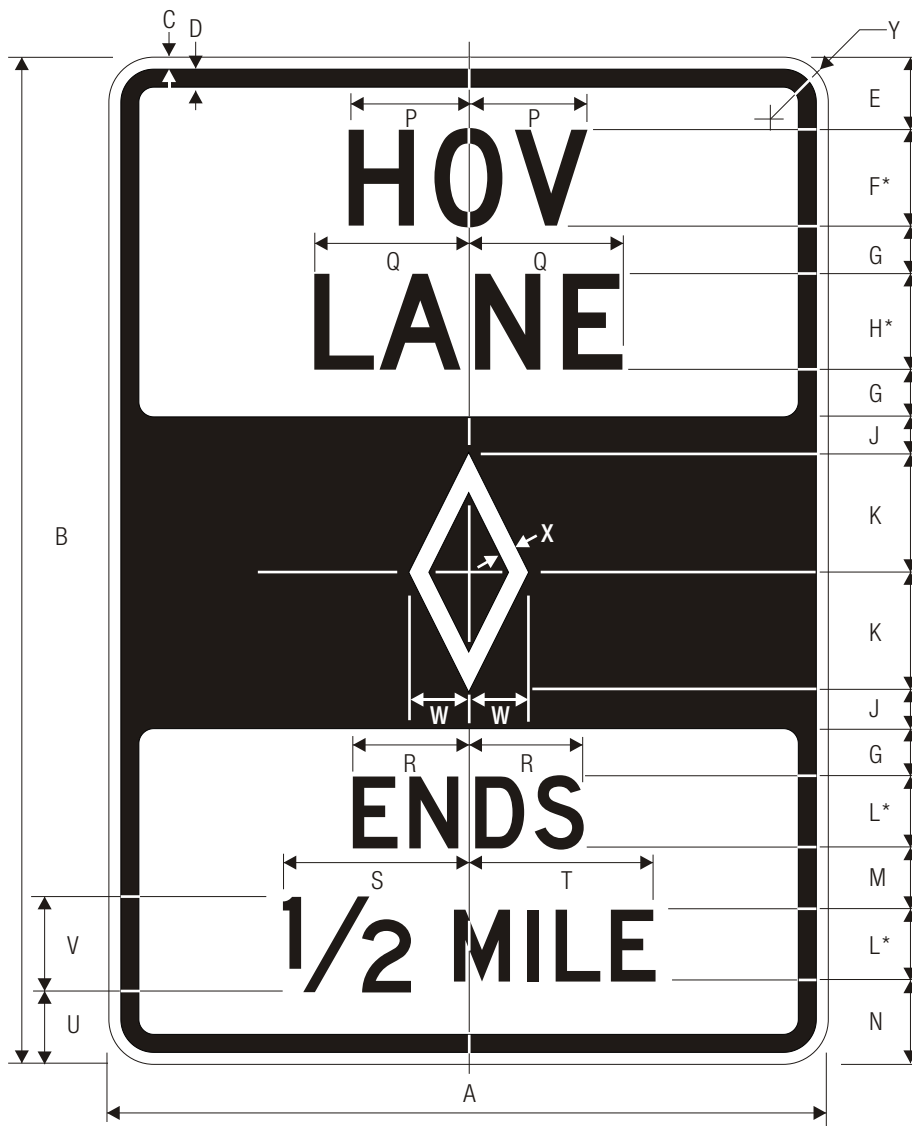 C D Y
P P E
HOV F*
Q Q G
LANE H*
G
J
X K
B
K
W W J
R R G
ENDS L*
S T M
1/2 MILE L*
V
U N
A